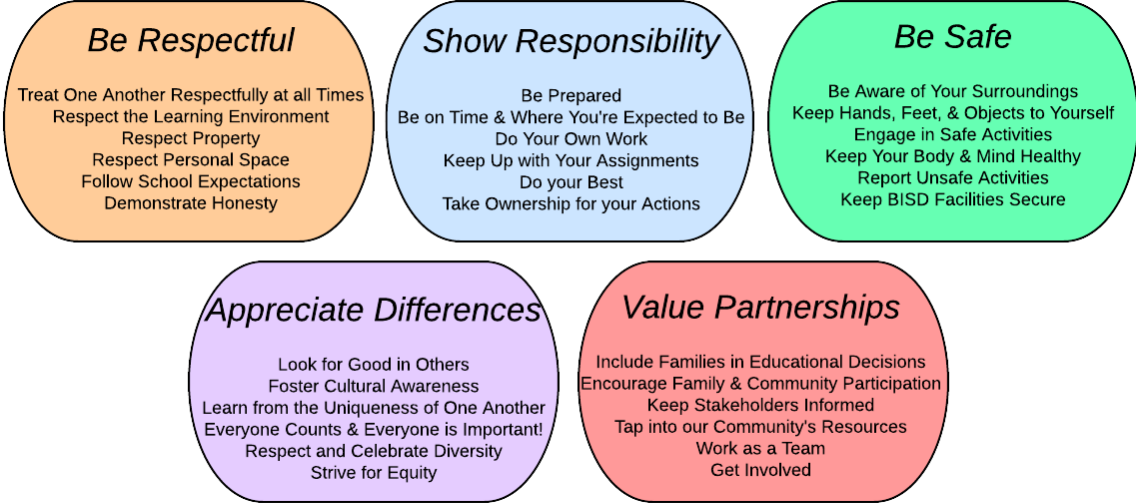 Be Respectful
Treat One Another Respectfully at all Times
Respect the Learning Environment
Respect Property
Respect Personal Space
Follow School Expectations
Demonstrate Honesty
Show Responsibility
Be Prepared
Be on Time & Where You're Expected to Be
Do Your Own Work
Keep Up with Your Assignments
Do your Best
Take Ownership for your Actions
Be Safe
Be Aware of Your Surroundings
Keep Hands, Feet, & Objects to Yourself
Engage in Safe Activities
Keep Your Body & Mind Healthy
Report Unsafe Activities
Keep BISD Facilities Secure
Appreciate Differences
Look for Good in Others
Foster Cultural Awareness
Learn from the Uniqueness of One Another
Everyone Counts & Everyone is Important!
Respect and Celebrate Diversity
Strive for Equity
Value Partnerships
Include Families in Educational Decisions
Encourage Family & Community Participation
Keep Stakeholders Informed
Tap into our Community's Resources
Work as a Team
Get Involved